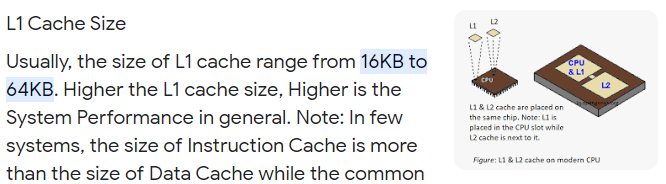 L1 Cache Size
Usually, the size of L1 cache range from 16KB to
64KB. Higher the L1 cache size, Higher is the
System Performance in general. Note: In few
systems, the size of Instruction Cache is more
than the size of Data Cache while the common
L1
L2
CPU
CPU
& L1
L2
L1 & L2 cache are placed on
the same chip. Note: L1 is
placed in the CPU slot while
L2 cache is next to it.
Figure: L1 & L2 cache on modern CPU